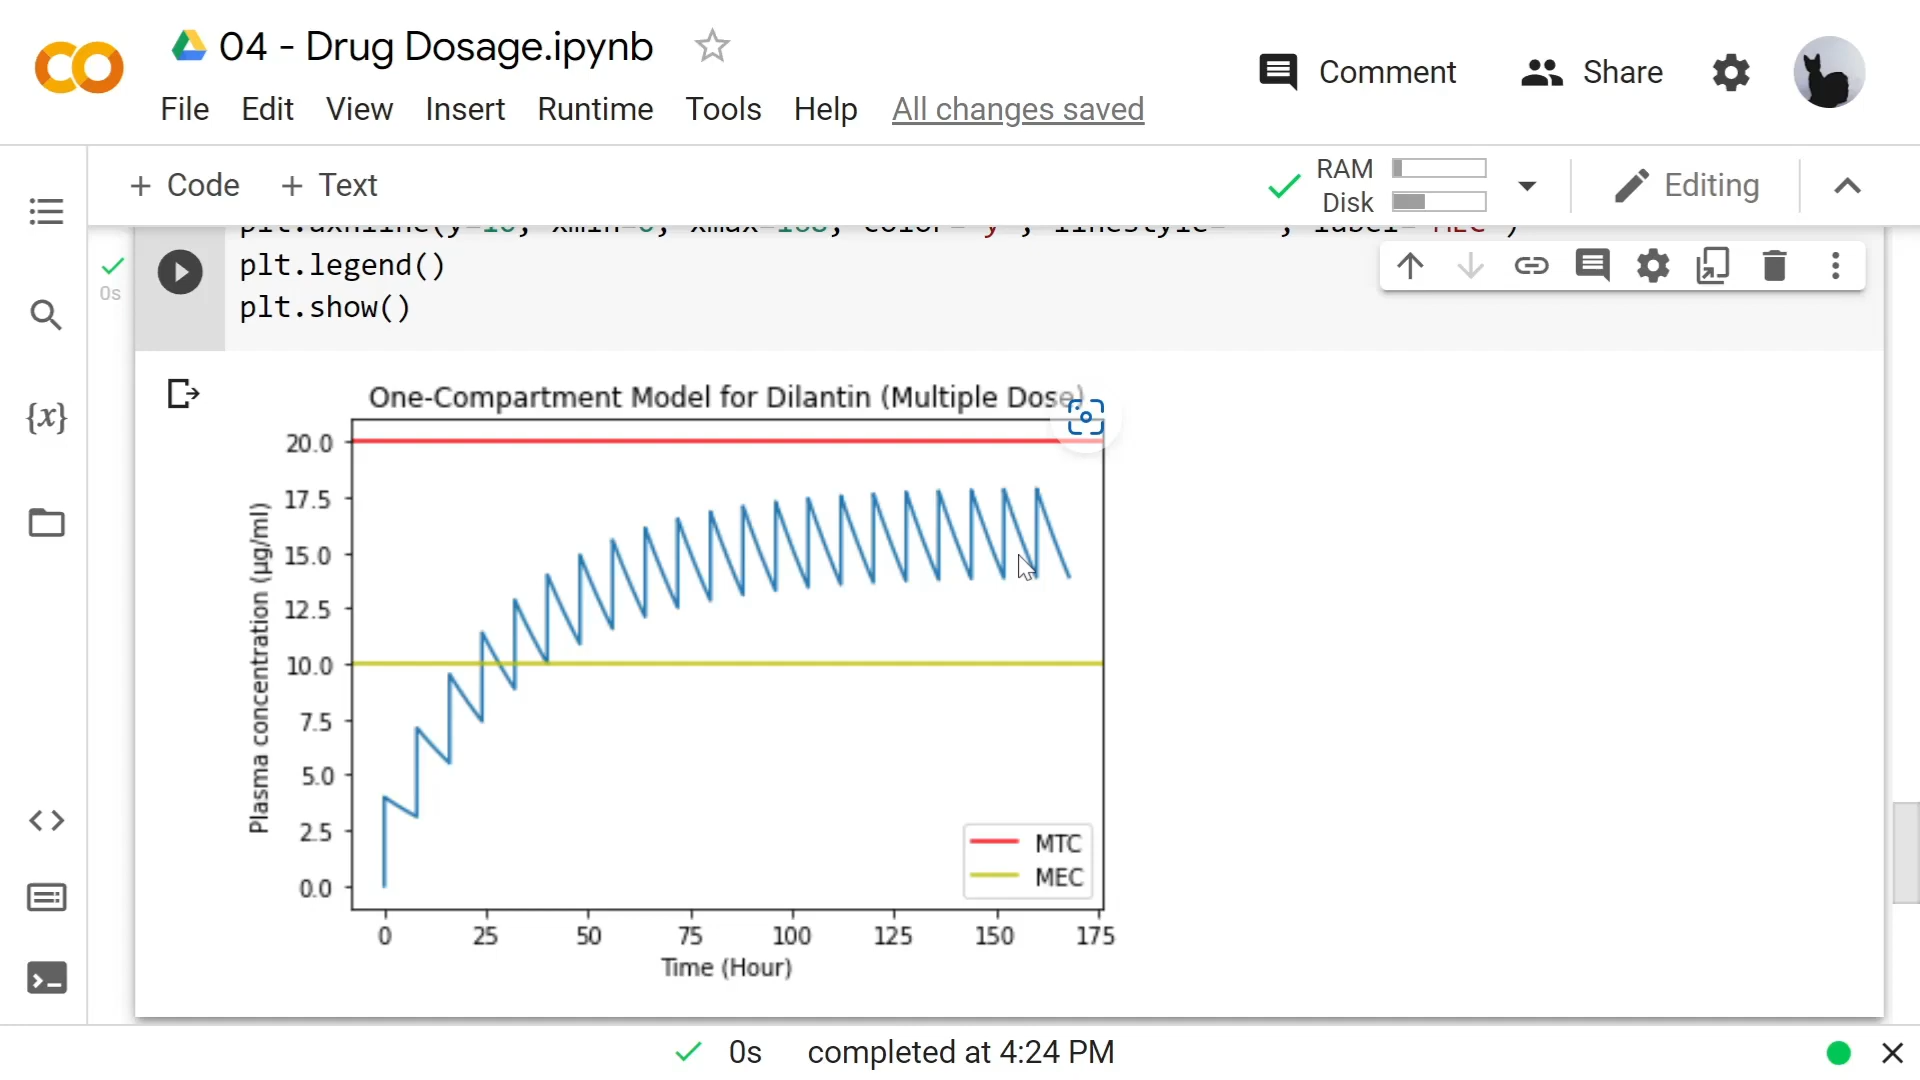 04 - Drug Dosage.ipynb
Comment
Share
File Edit View Insert Runtime Tools Help All changes saved
+ Code + Text
RAM
Disk
Editing
plt.legend()
plt.show()
0s
{x}
One-Compartment Model for Dilantin (Multiple Dose)
Plasma concentration (μg/ml)
20.0
17.5
15.0
12.5
10.0
7.5
5.0
2.5
0.0
MTC
MEC
0 25 50 75 100 125 150 175
Time (Hour)
0s completed at 4:24 PM